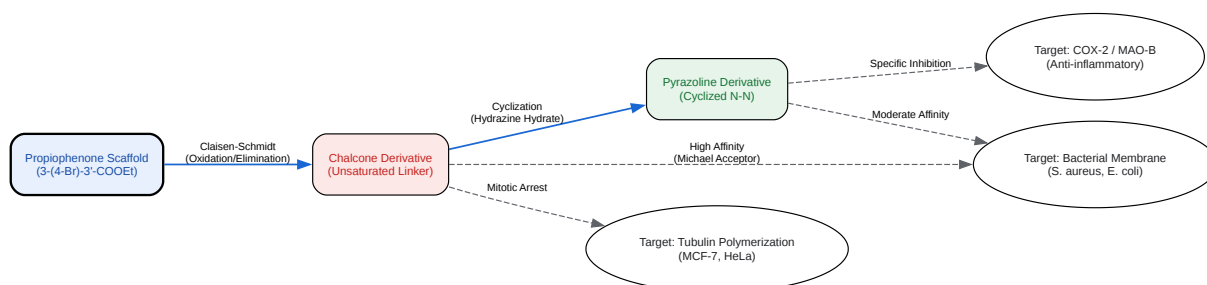 Propiophenone Scaffold
(3-(4-Br)-3'-COOEt)
Claisen-Schmidt
(Oxidation/Elimination)
Chalcone Derivative
(Unsaturated Linker)
Cyclization
(Hydrazine Hydrate)
Pyrazoline Derivative
(Cyclized N-N)
Specific Inhibition
Target: COX-2 / MAO-B
(Anti-inflammatory)
Moderate Affinity
High Affinity
(Michael Acceptor)
Target: Bacterial Membrane
(S. aureus, E. coli)
Mitotic Arrest
Target: Tubulin Polymerization
(MCF-7, HeLa)